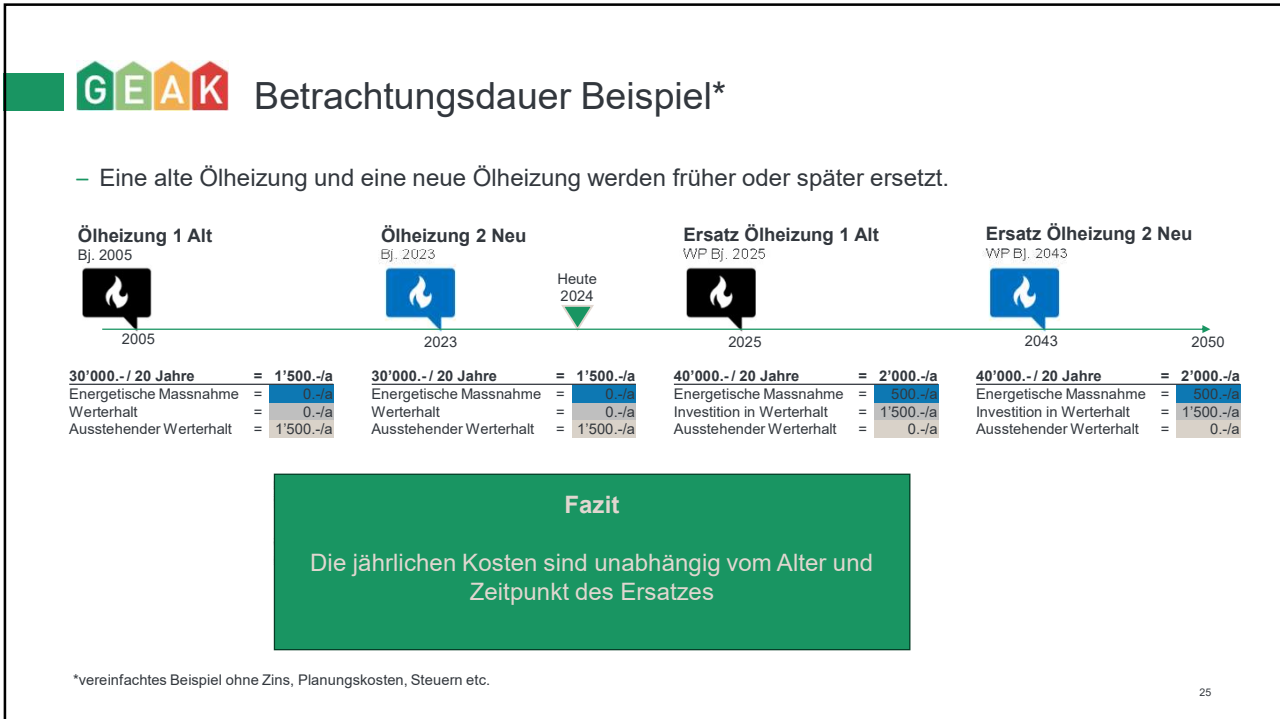 GEAK
Betrachtungsdauer Beispiel*
– Eine alte Ölheizung und eine neue Ölheizung werden früher oder später ersetzt.
Ölheizung 1 Alt
Bj. 2005
Ölheizung 2 Neu
Bj. 2023
Heute
2024
Ersatz Ölheizung 1 Alt
WP Bj. 2025
Ersatz Ölheizung 2 Neu
WP Bj. 2043
2005
2023
2025
2043
2050
30’000.- / 20 Jahre = 1’500.-/a
Energetische Massnahme = 0.-/a
Werterhalt = 0.-/a
Ausstehender Werterhalt = 1’500.-/a
30’000.- / 20 Jahre = 1’500.-/a
Energetische Massnahme = 0.-/a
Werterhalt = 0.-/a
Ausstehender Werterhalt = 1’500.-/a
40’000.- / 20 Jahre = 2’000.-/a
Energetische Massnahme = 500.-/a
Investition in Werterhalt = 1’500.-/a
Ausstehender Werterhalt = 0.-/a
40’000.- / 20 Jahre = 2’000.-/a
Energetische Massnahme = 500.-/a
Investition in Werterhalt = 1’500.-/a
Ausstehender Werterhalt = 0.-/a
Fazit
Die jährlichen Kosten sind unabhängig vom Alter und
Zeitpunkt des Ersatzes
*vereinfachtes Beispiel ohne Zins, Planungskosten, Steuern etc.
25